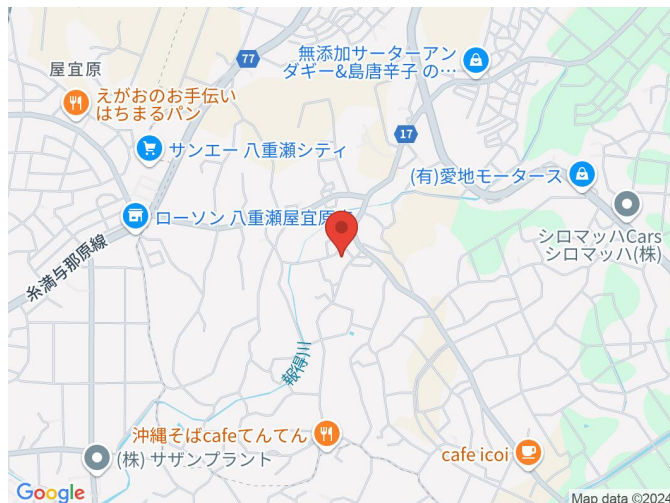 屋宜原
77
無添加サーターアン
ダギー&島唐辛子 の…
えがおのお手伝い
はちまるパン
サンエー 八重瀬シティ
17
(有)愛地モータース
ローソン 八重瀬屋宜原
シロマッハCars
シロマッハ(株)
糸満与那原線
報得川
沖縄そばcafeてんてん
(株) サザンプラント
cafe icoi
Google
Map data ©2024